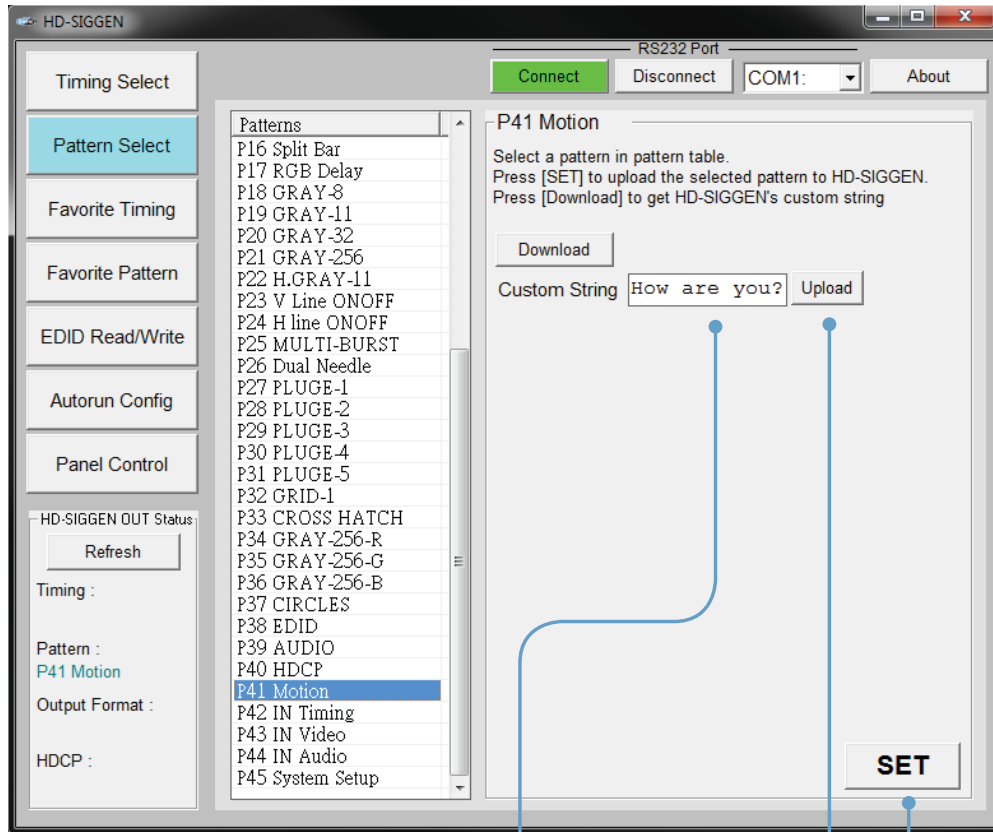 HD-SIGGEN
RS232 Port
Connect
Disconnect
COM1:
About
Timing Select
Pattern Select
Favorite Timing
Favorite Pattern
EDID Read/Write
Autorun Config
Panel Control
HD-SIGGEN OUT Status
Refresh
Timing :
Pattern :
P41 Motion
Output Format :
HDCP :
Patterns
P16 Split Bar
P17 RGB Delay
P18 GRAY-8
P19 GRAY-11
P20 GRAY-32
P21 GRAY-256
P22 H.GRAY-11
P23 V Line ONOFF
P24 H line ONOFF
P25 MULTI-BURST
P26 Dual Needle
P27 PLUGE-1
P28 PLUGE-2
P29 PLUGE-3
P30 PLUGE-4
P31 PLUGE-5
P32 GRID-1
P33 CROSS HATCH
P34 GRAY-256-R
P35 GRAY-256-G
P36 GRAY-256-B
P37 CIRCLES
P38 EDID
P39 AUDIO
P40 HDCP
P41 Motion
P42 IN Timing
P43 IN Video
P44 IN Audio
P45 System Setup
P41 Motion
Select a pattern in pattern table.
Press [SET] to upload the selected pattern to HD-SIGGEN.
Press [Download] to get HD-SIGGEN's custom string
Download
Custom String How are you? Upload
SET